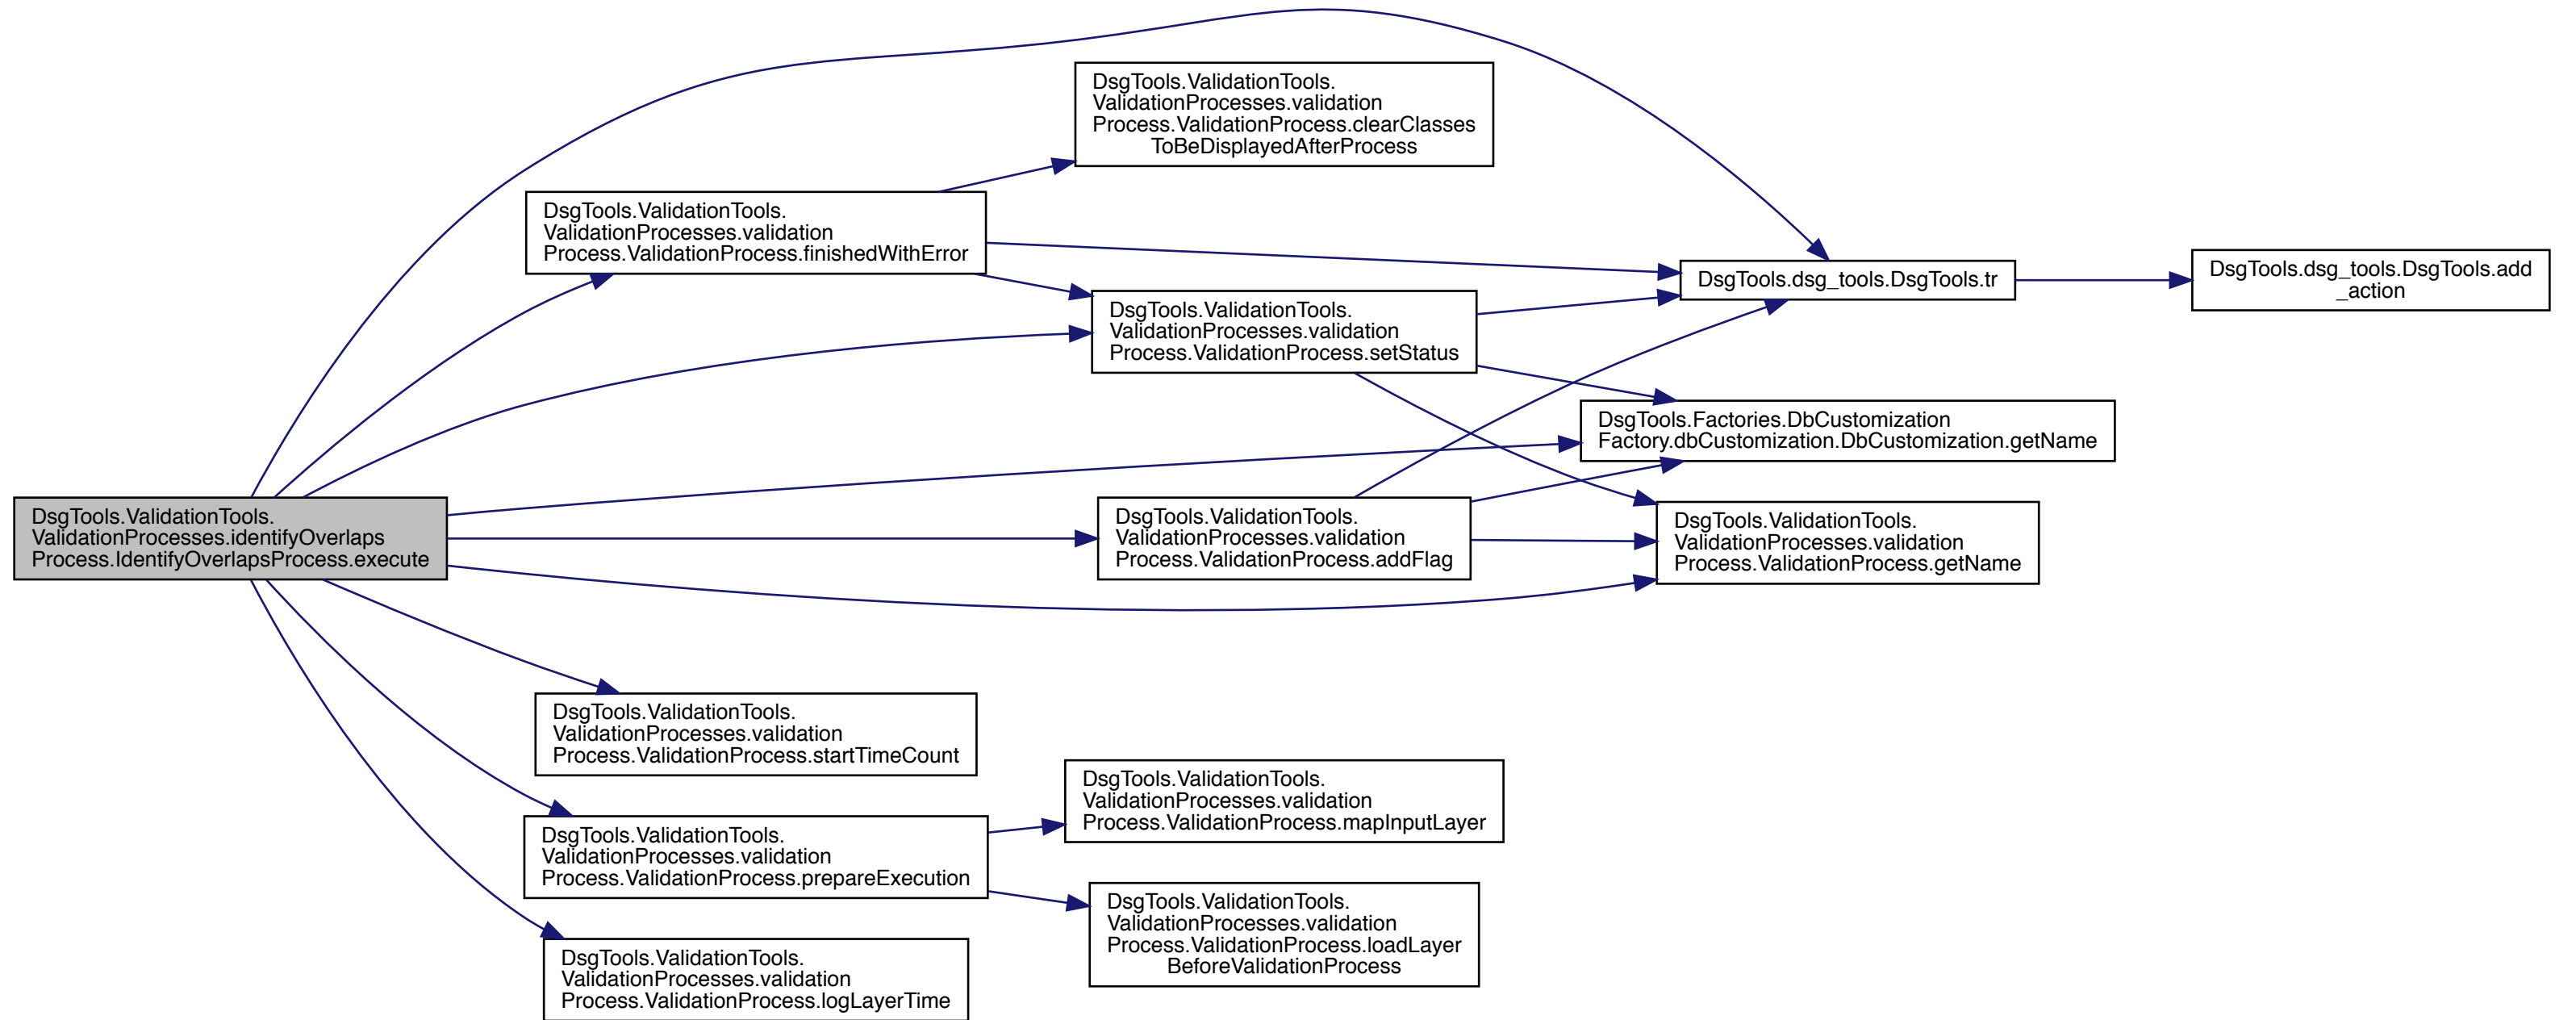 DsgTools.ValidationTools.
ValidationProcesses.identifyOverlaps
Process.IdentifyOverlapsProcess.execute
DsgTools.ValidationTools.
ValidationProcesses.validation
Process.ValidationProcess.finishedWithError
DsgTools.ValidationTools.
ValidationProcesses.validation
Process.ValidationProcess.clearClasses
ToBeDisplayedAfterProcess
DsgTools.ValidationTools.
ValidationProcesses.validation
Process.ValidationProcess.setStatus
DsgTools.dsg_tools.DsgTools.tr
DsgTools.dsg_tools.DsgTools.add
_action
DsgTools.Factories.DbCustomization
Factory.dbCustomization.DbCustomization.getName
DsgTools.ValidationTools.
ValidationProcesses.validation
Process.ValidationProcess.addFlag
DsgTools.ValidationTools.
ValidationProcesses.validation
Process.ValidationProcess.getName
DsgTools.ValidationTools.
ValidationProcesses.validation
Process.ValidationProcess.startTimeCount
DsgTools.ValidationTools.
ValidationProcesses.validation
Process.ValidationProcess.prepareExecution
DsgTools.ValidationTools.
ValidationProcesses.validation
Process.ValidationProcess.mapInputLayer
DsgTools.ValidationTools.
ValidationProcesses.validation
Process.ValidationProcess.loadLayer
BeforeValidationProcess
DsgTools.ValidationTools.
ValidationProcesses.validation
Process.ValidationProcess.logLayerTime